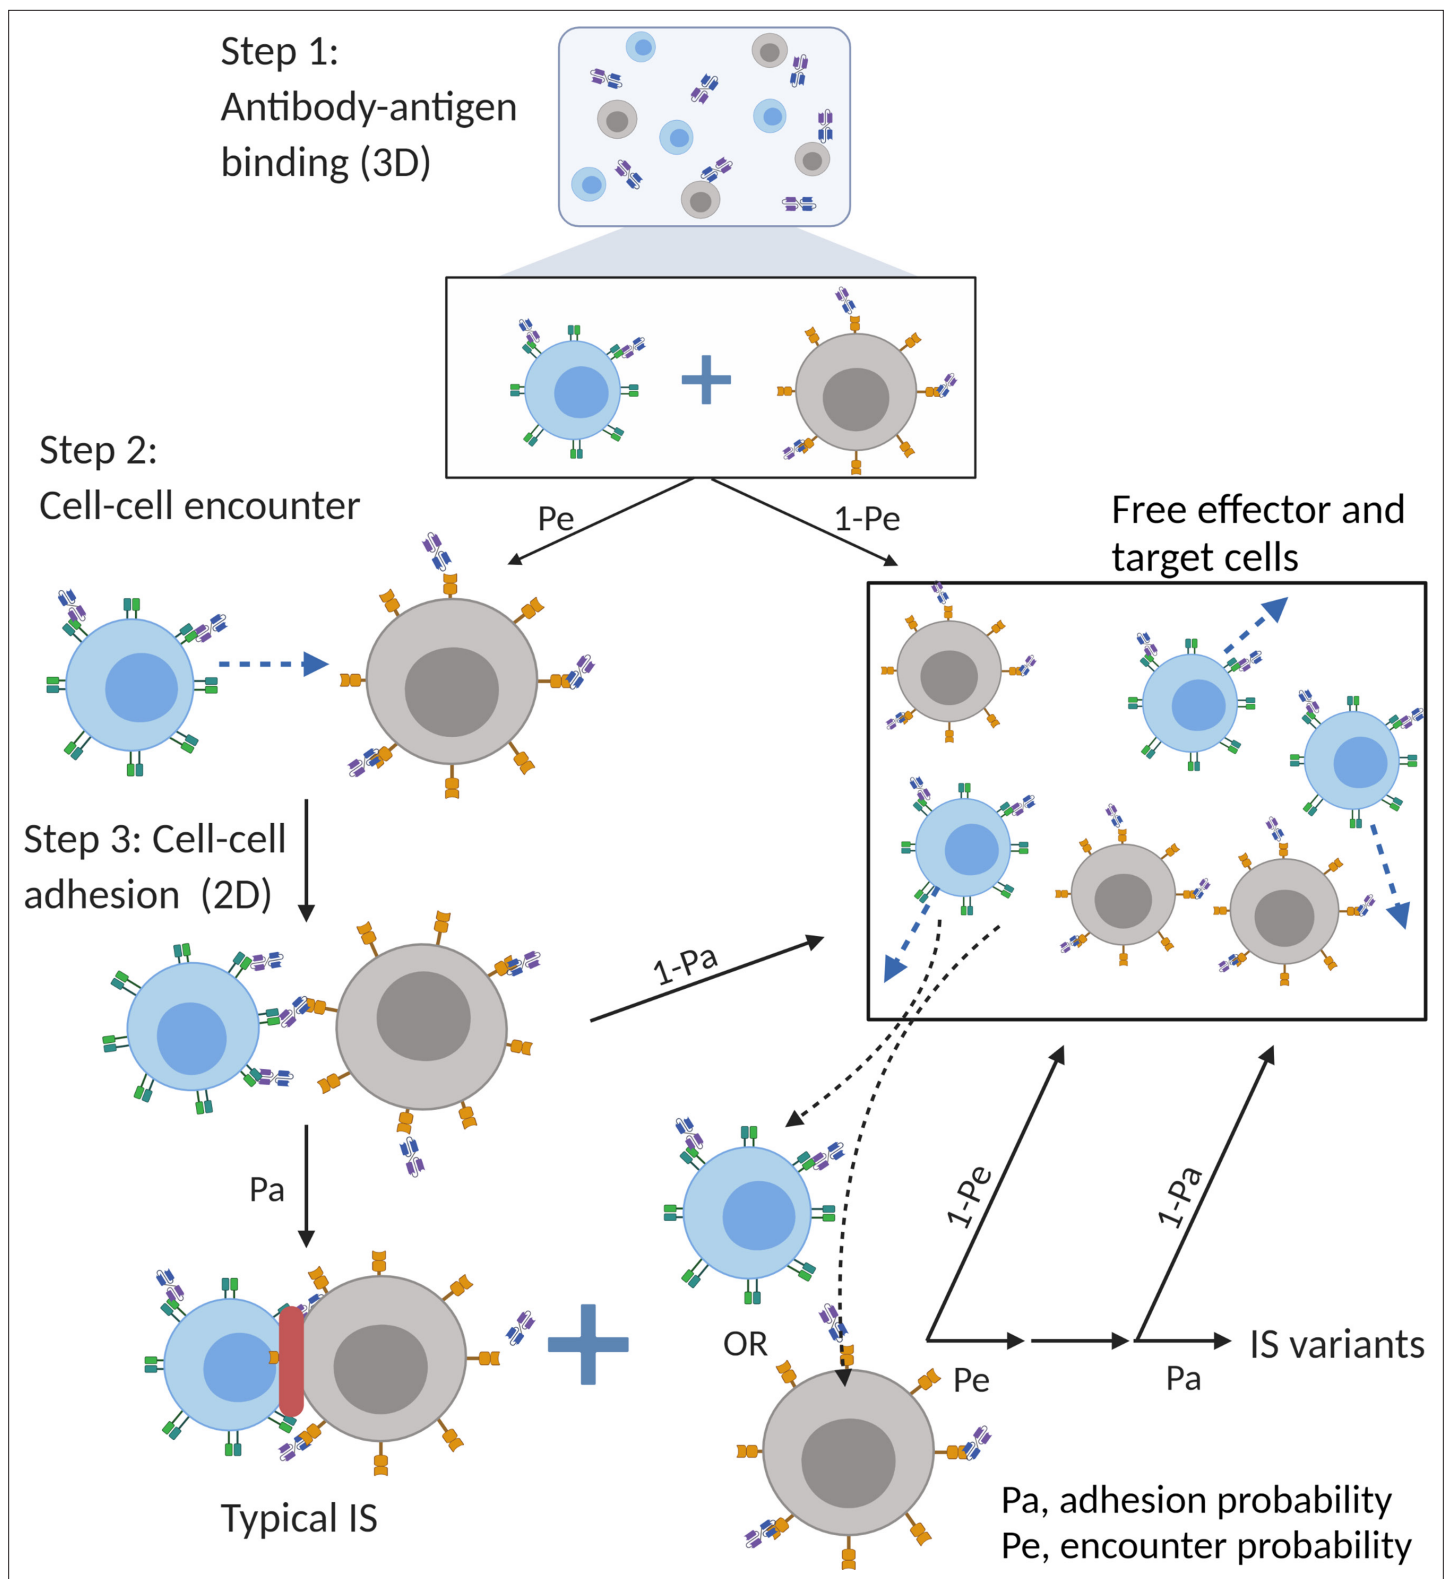 Step 1:
Antibody-antigen
binding (3D)
Step 2:
Cell-cell encounter
Pe
1-Pe
Free effector and
target cells
Step 3: Cell-cell
adhesion (2D)
1-Pa
Pa
1-Pe
1-Pa
OR
Pe
Pa
IS variants
Typical IS
Pa, adhesion probability
Pe, encounter probability